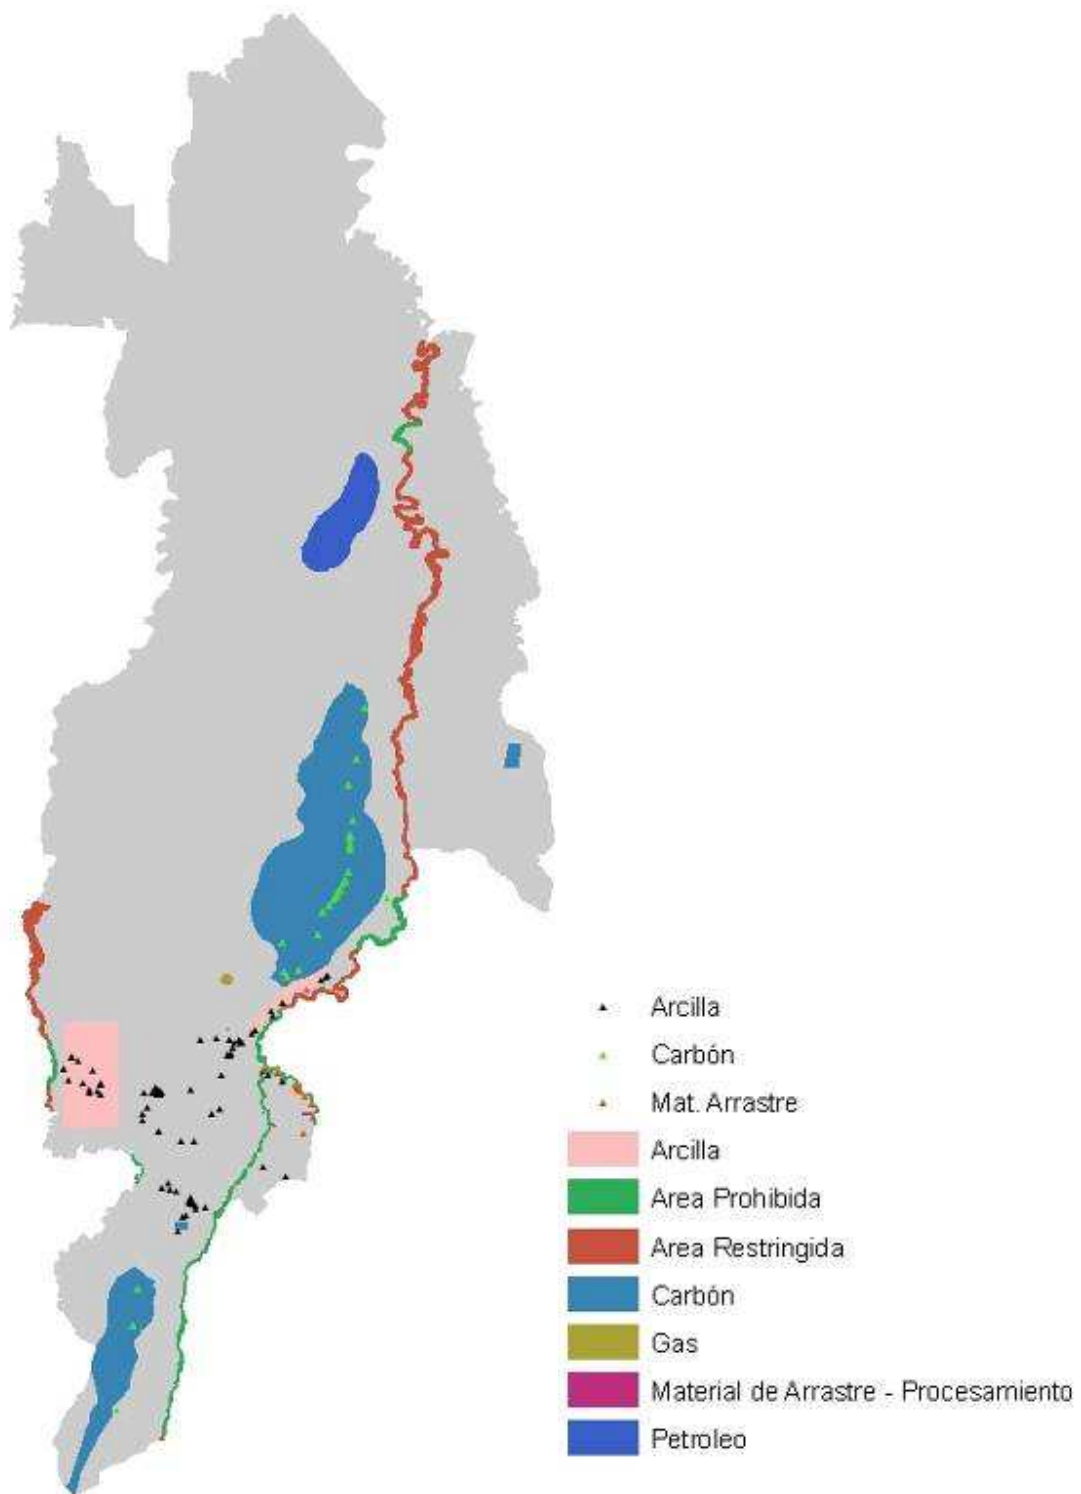 Arcilla
Carbón
Mat. Arrastre
Arcilla
Area Prohibida
Area Restringida
Carbón
Gas
Material de Arrastre - Procesamiento
Petroleo